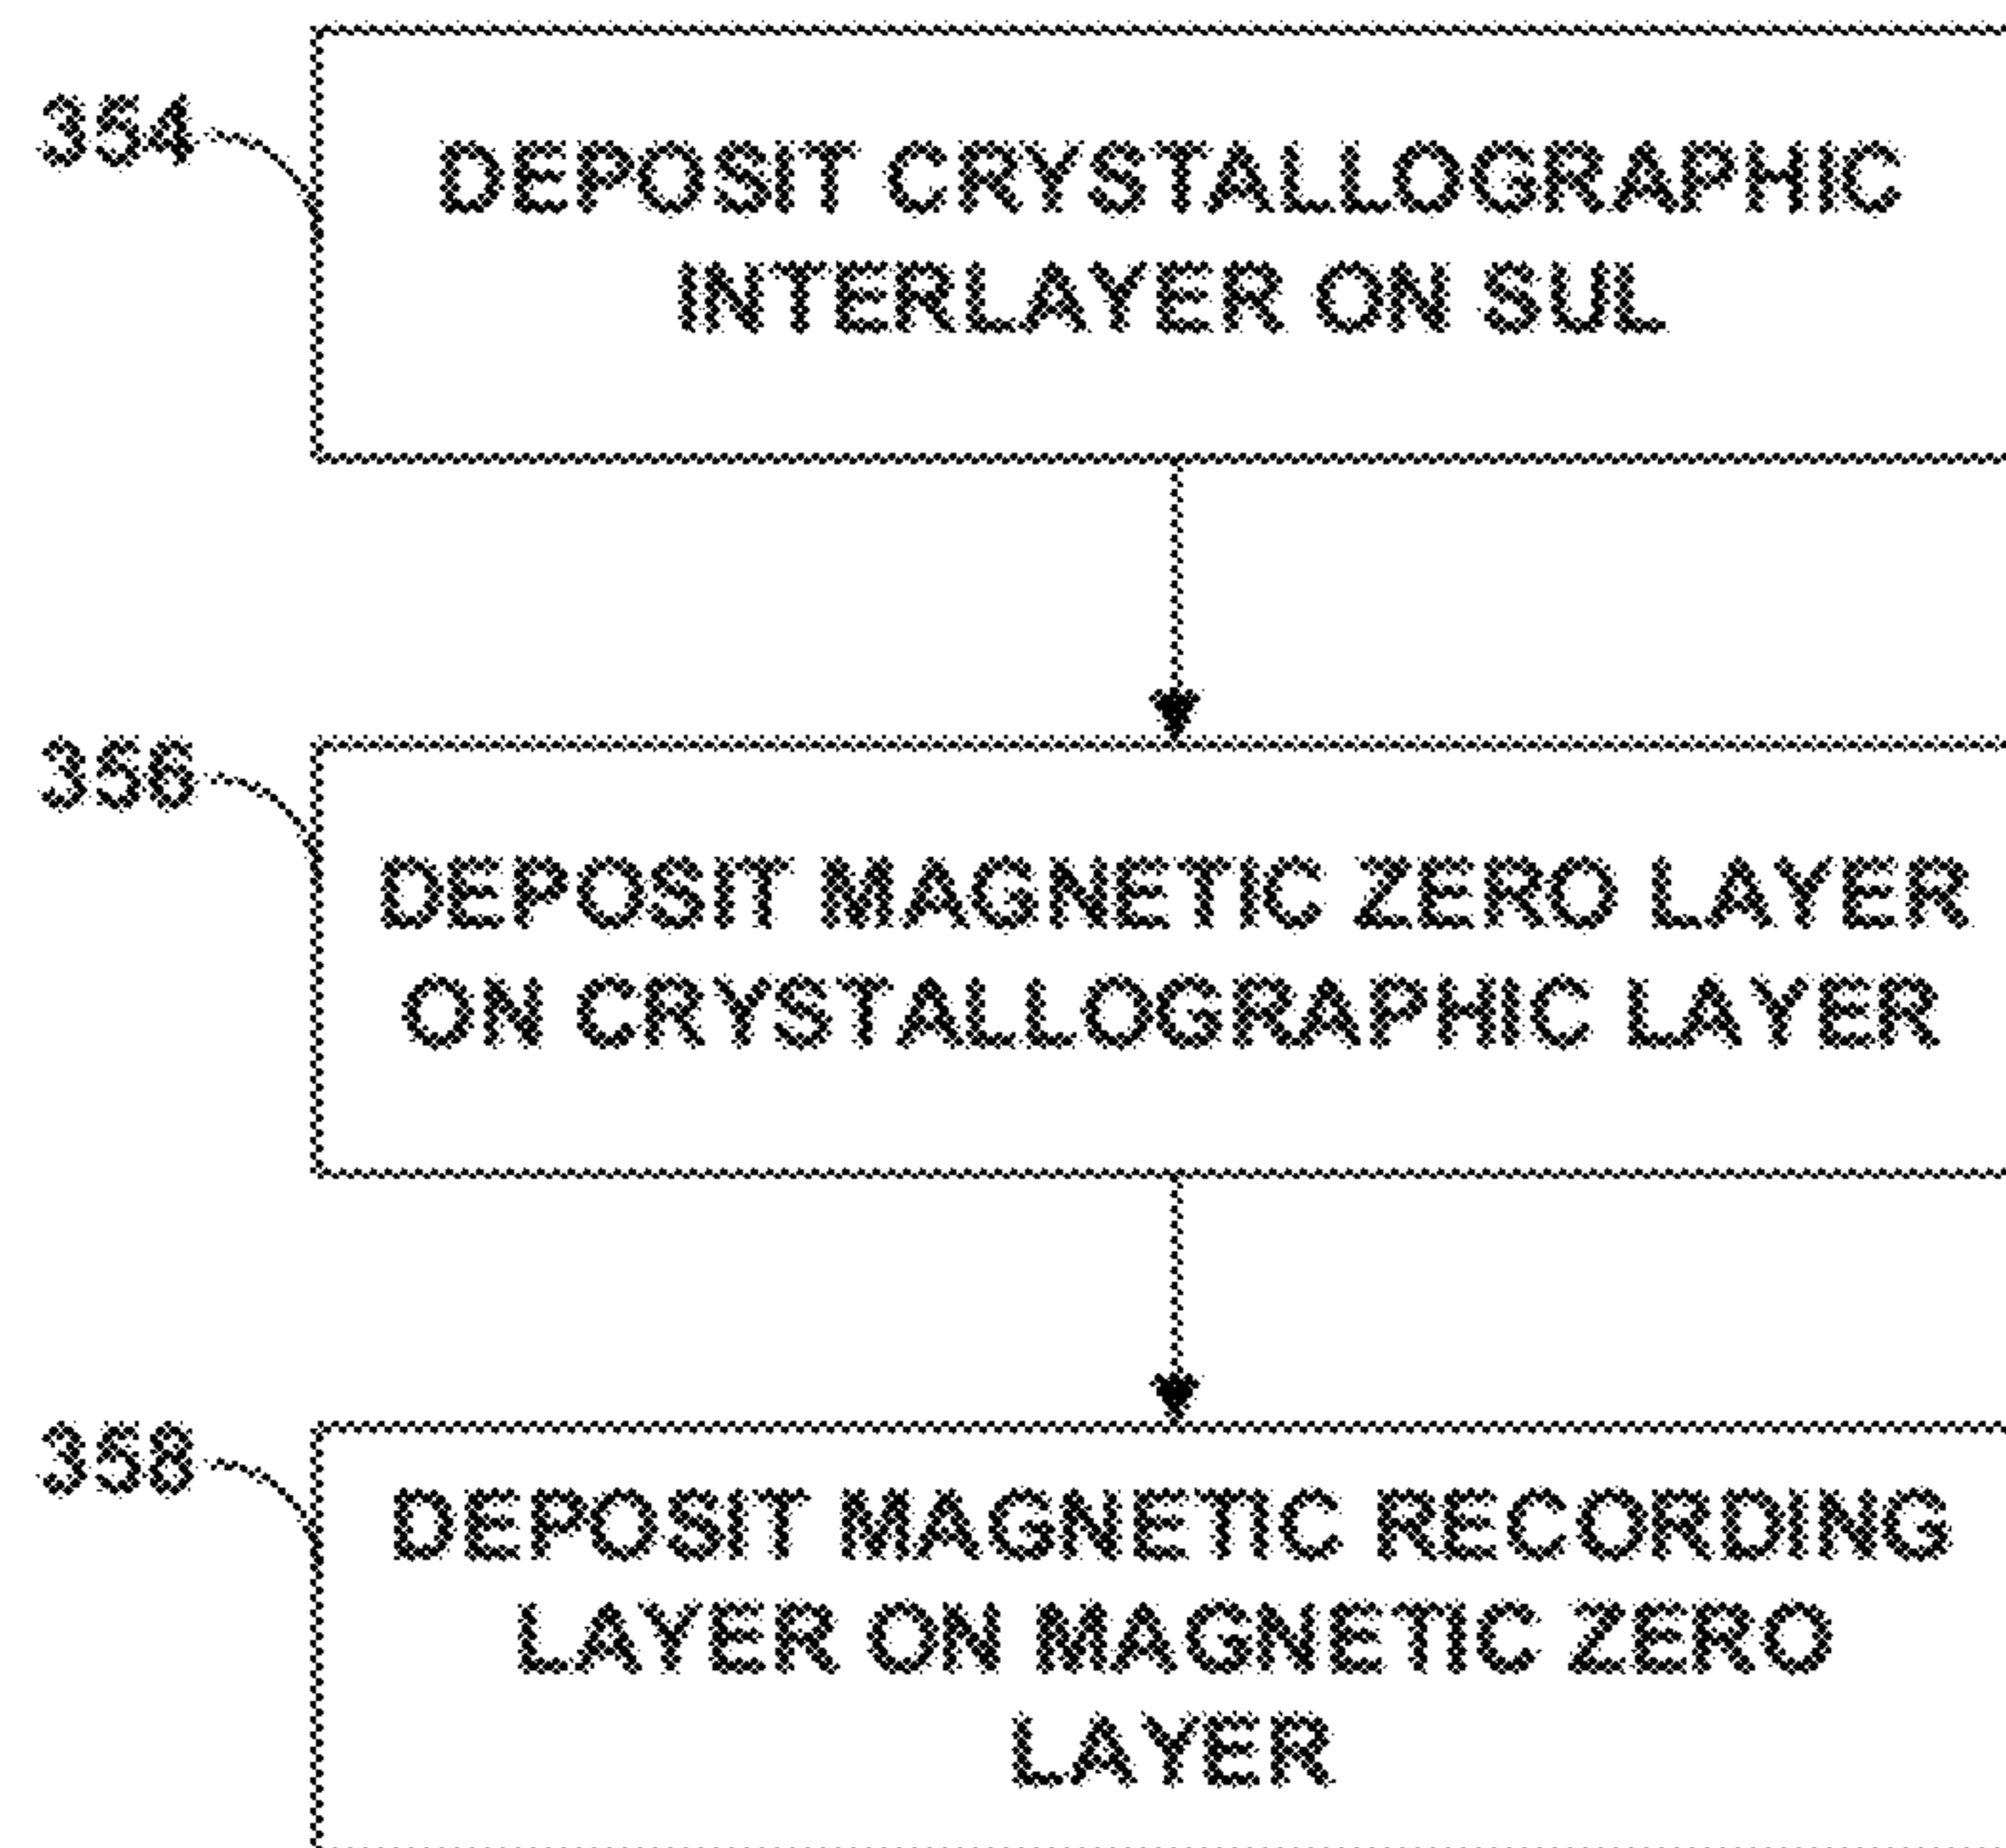 354
DEPOSIT CRYSTALLOGRAPHIC
INTERLAYER ON SUL
356
DEPOSIT MAGNETIC ZERO LAYER
ON CRYSTALLOGRAPHIC LAYER
358
DEPOSIT MAGNETIC RECORDING
LAYER ON MAGNETIC ZERO
LAYER